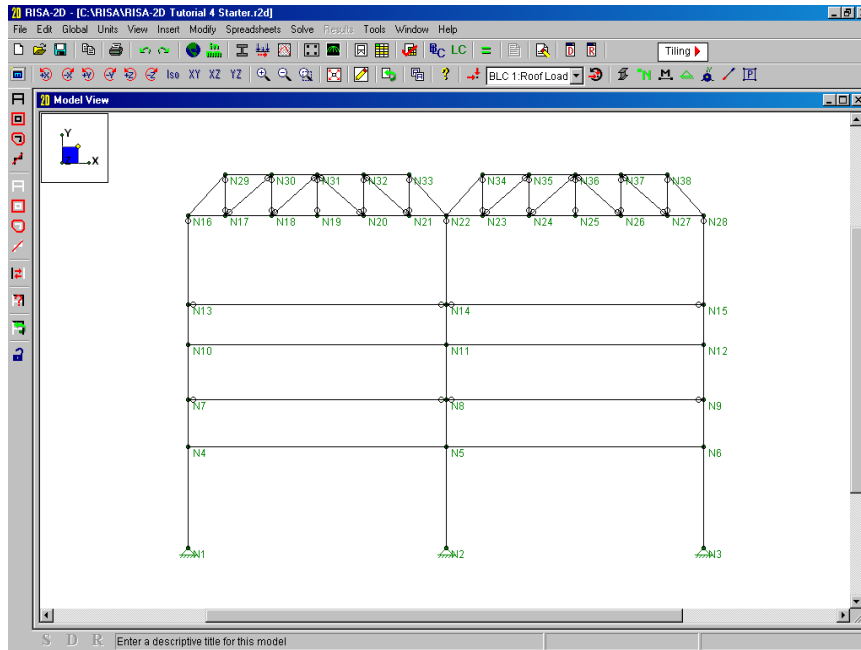 RISA-2D - [C:\RISA\RISA-2D Tutorial 4 Starter.r2d]
File Edit Global Units View Insert Modify Spreadsheets Solve Results Tools Window Help
LC D R Tiling
Iso XY XZ YZ BLC 1:Roof Load
Model View
Y
X
N29 N30 N31 N32 N33 N34 N35 N36 N37 N38
N16 N17 N18 N19 N20 N21 N22 N23 N24 N25 N26 N27 N28
N13 N14 N15
N10 N11 N12
N7 N8 N9
N4 N5 N6
N1 N2 N3
S D R Enter a descriptive title for this model